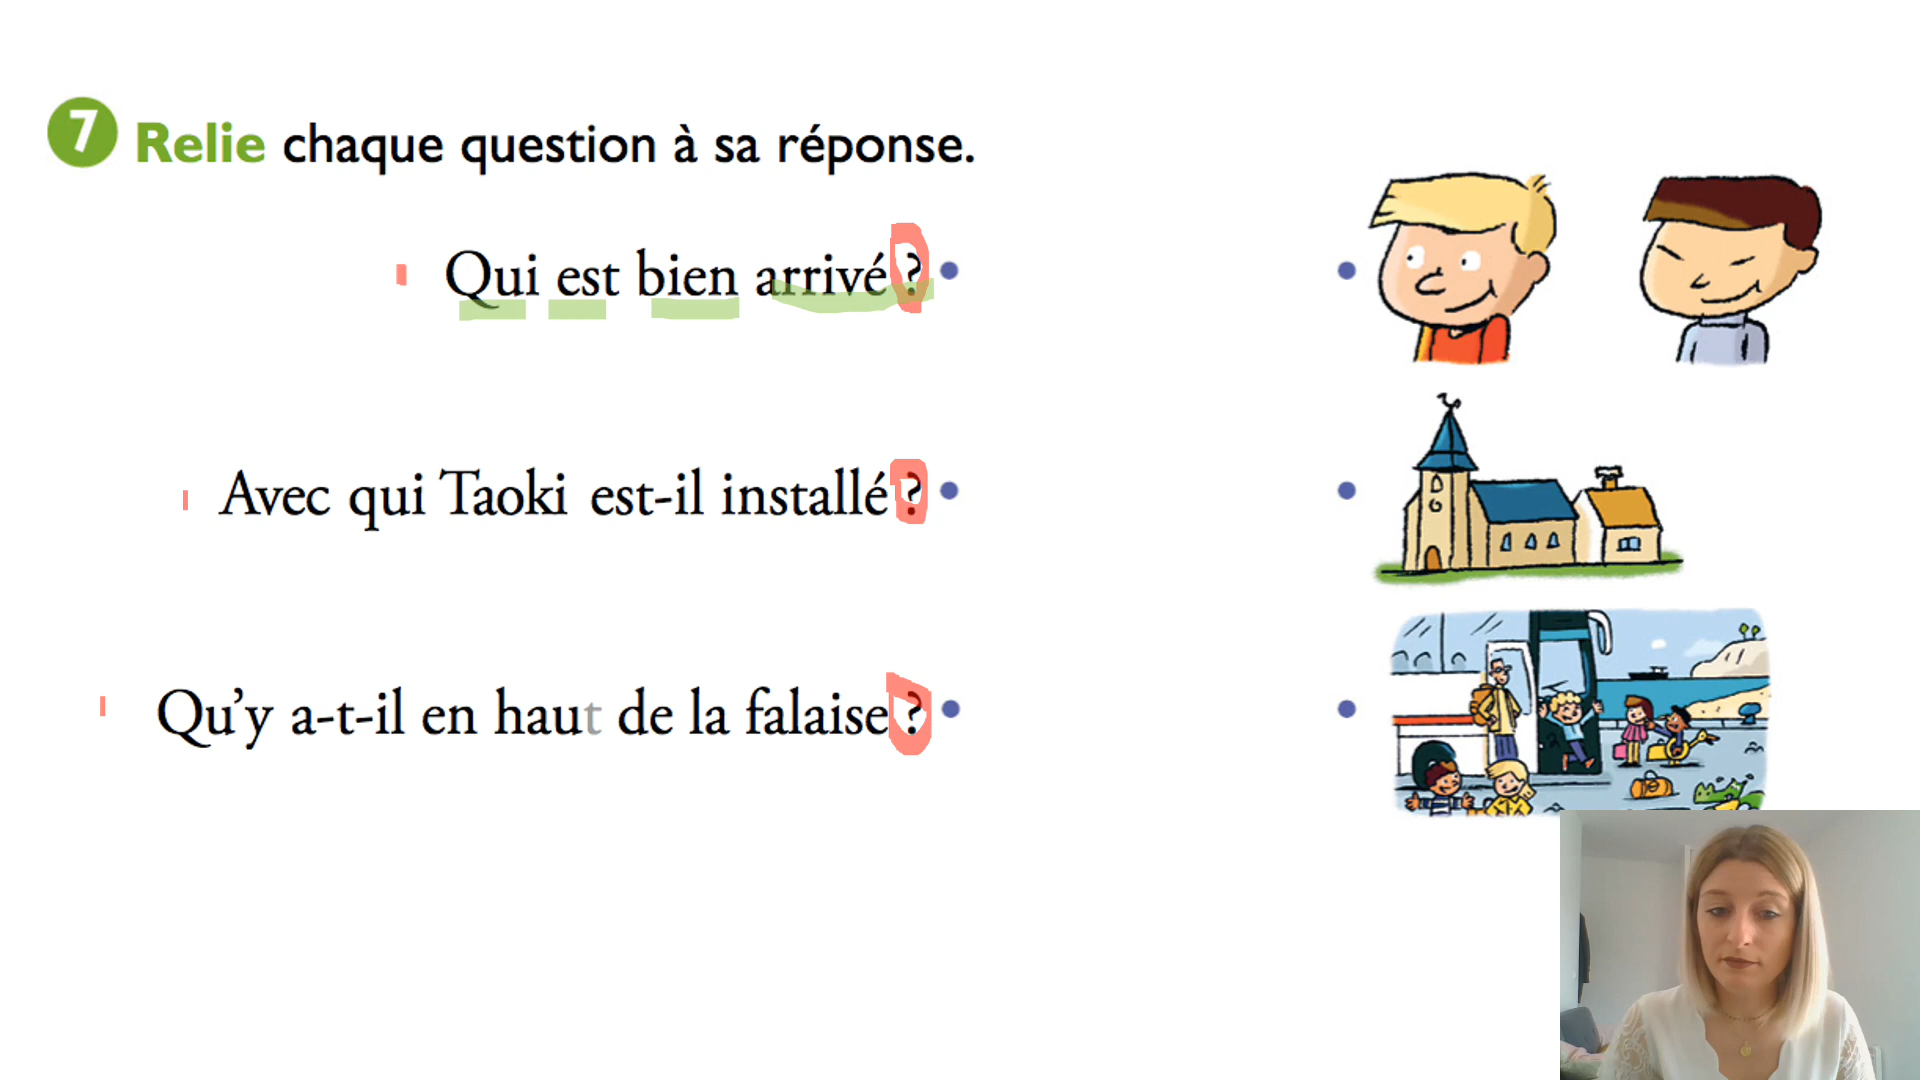 7 Relie chaque question à sa réponse.
Qui est bien arrivé ?
Avec qui Taoki est-il installé ?
Qu’y a-t-il en haut de la falaise ?